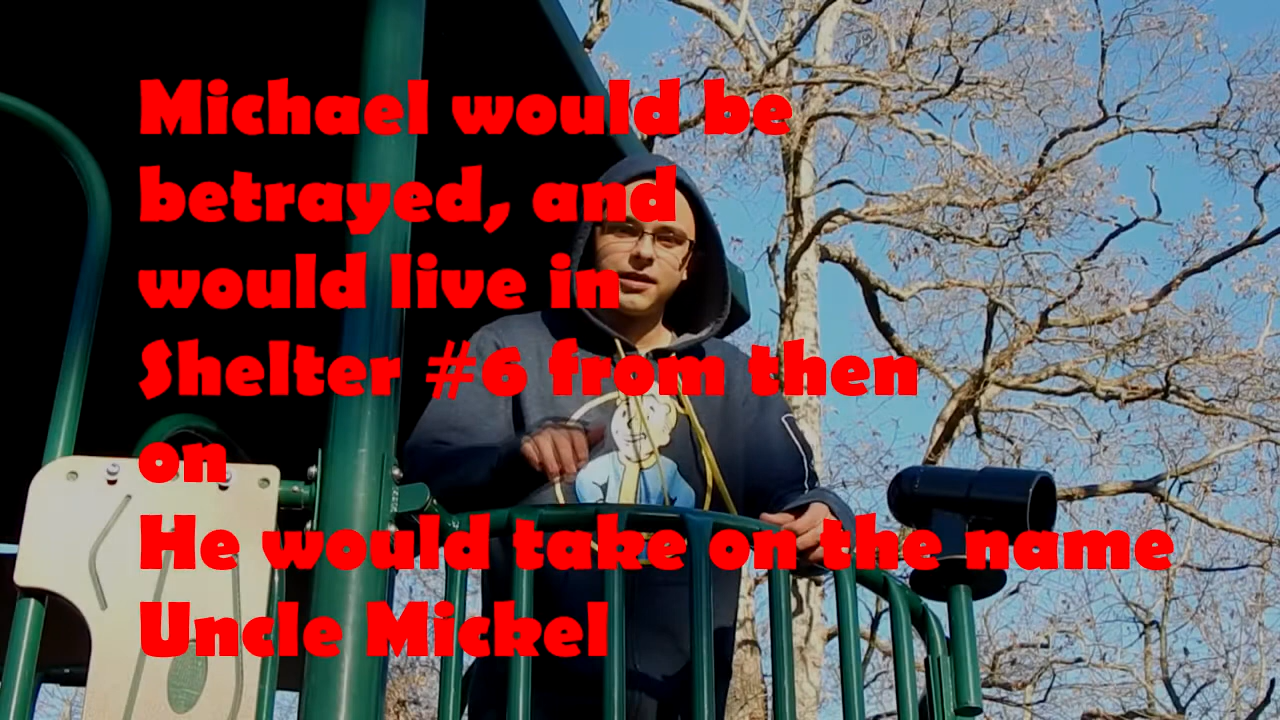 Michael would be
betrayed, and
would live in
Shelter #6 from then
on
He would take on the name
Uncle Mickel